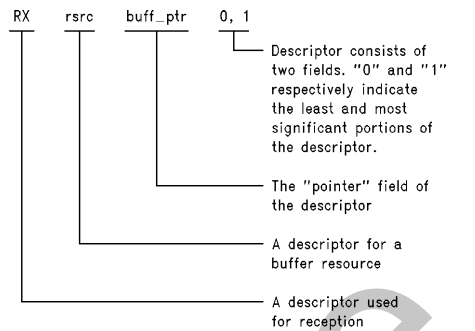 RX rsrc buff_ptr 0, 1
Descriptor consists of
two fields. "0" and "1"
respectively indicate
the least and most
significant portions of
the descriptor.
The "pointer" field of
the descriptor
A descriptor for a
buffer resource
A descriptor used
for reception